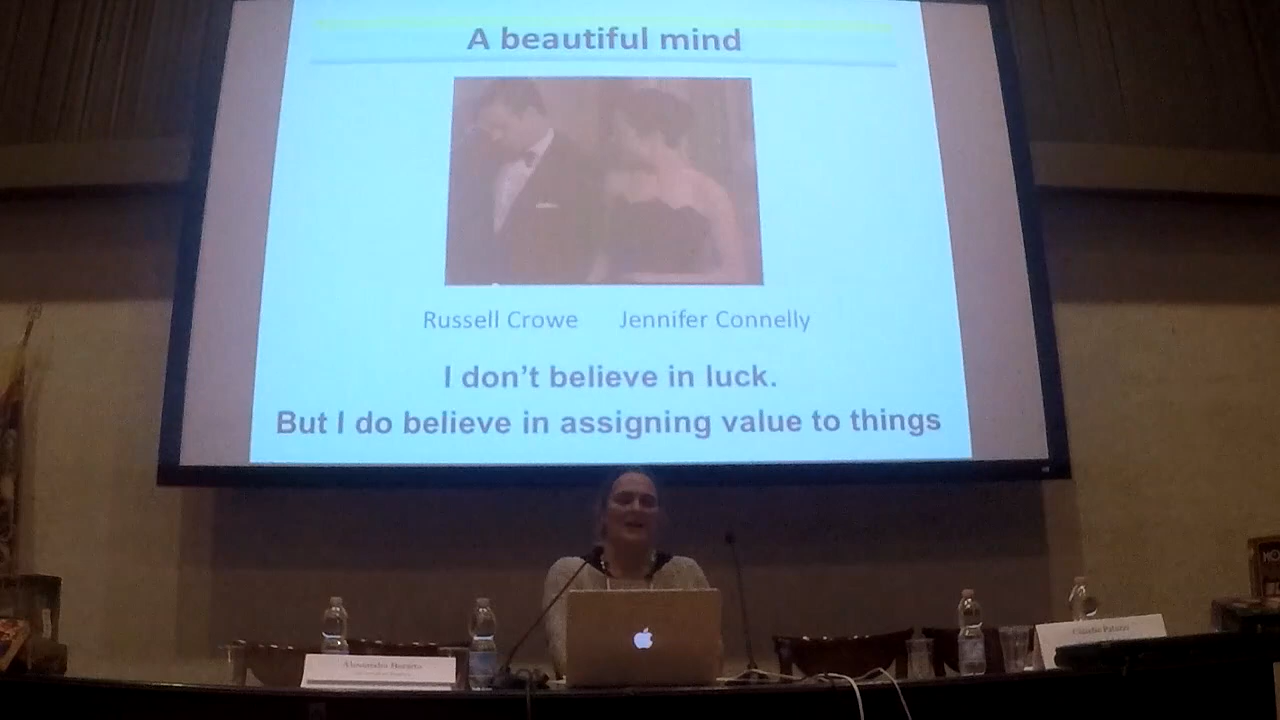 A beautiful mind
Russell Crowe Jennifer Connelly
I don't believe in luck.
But I do believe in assigning value to things